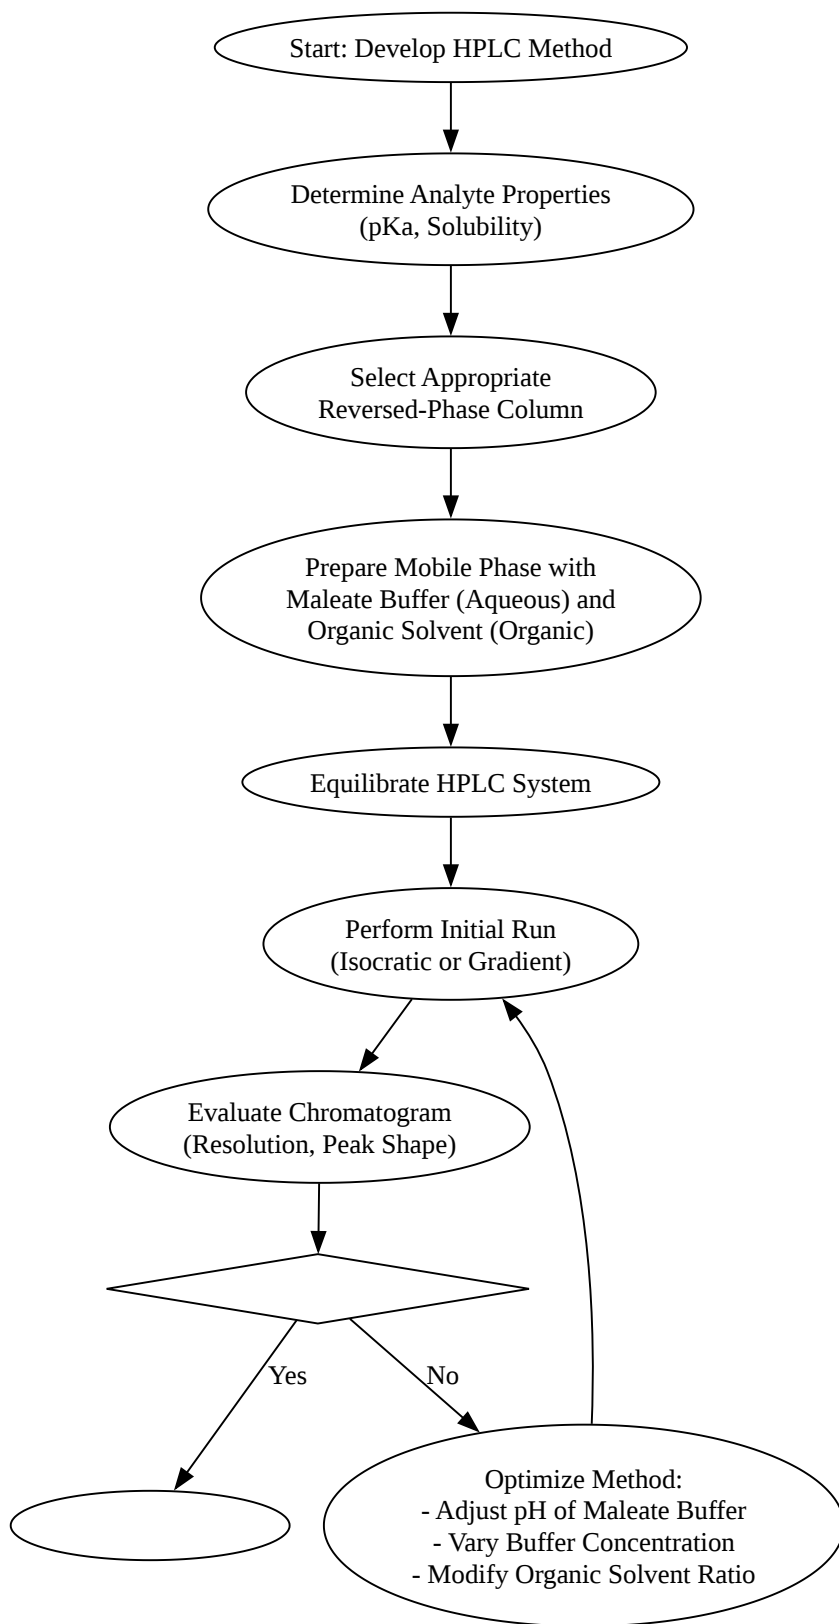 Start: Develop HPLC Method
Determine Analyte Properties
(pKa, Solubility)
Select Appropriate
Reversed-Phase Column
Prepare Mobile Phase with
Maleate Buffer (Aqueous) and
Organic Solvent (Organic)
Equilibrate HPLC System
Perform Initial Run
(Isocratic or Gradient)
Evaluate Chromatogram
(Resolution, Peak Shape)
Yes
No
Optimize Method:
- Adjust pH of Maleate Buffer
- Vary Buffer Concentration
- Modify Organic Solvent Ratio